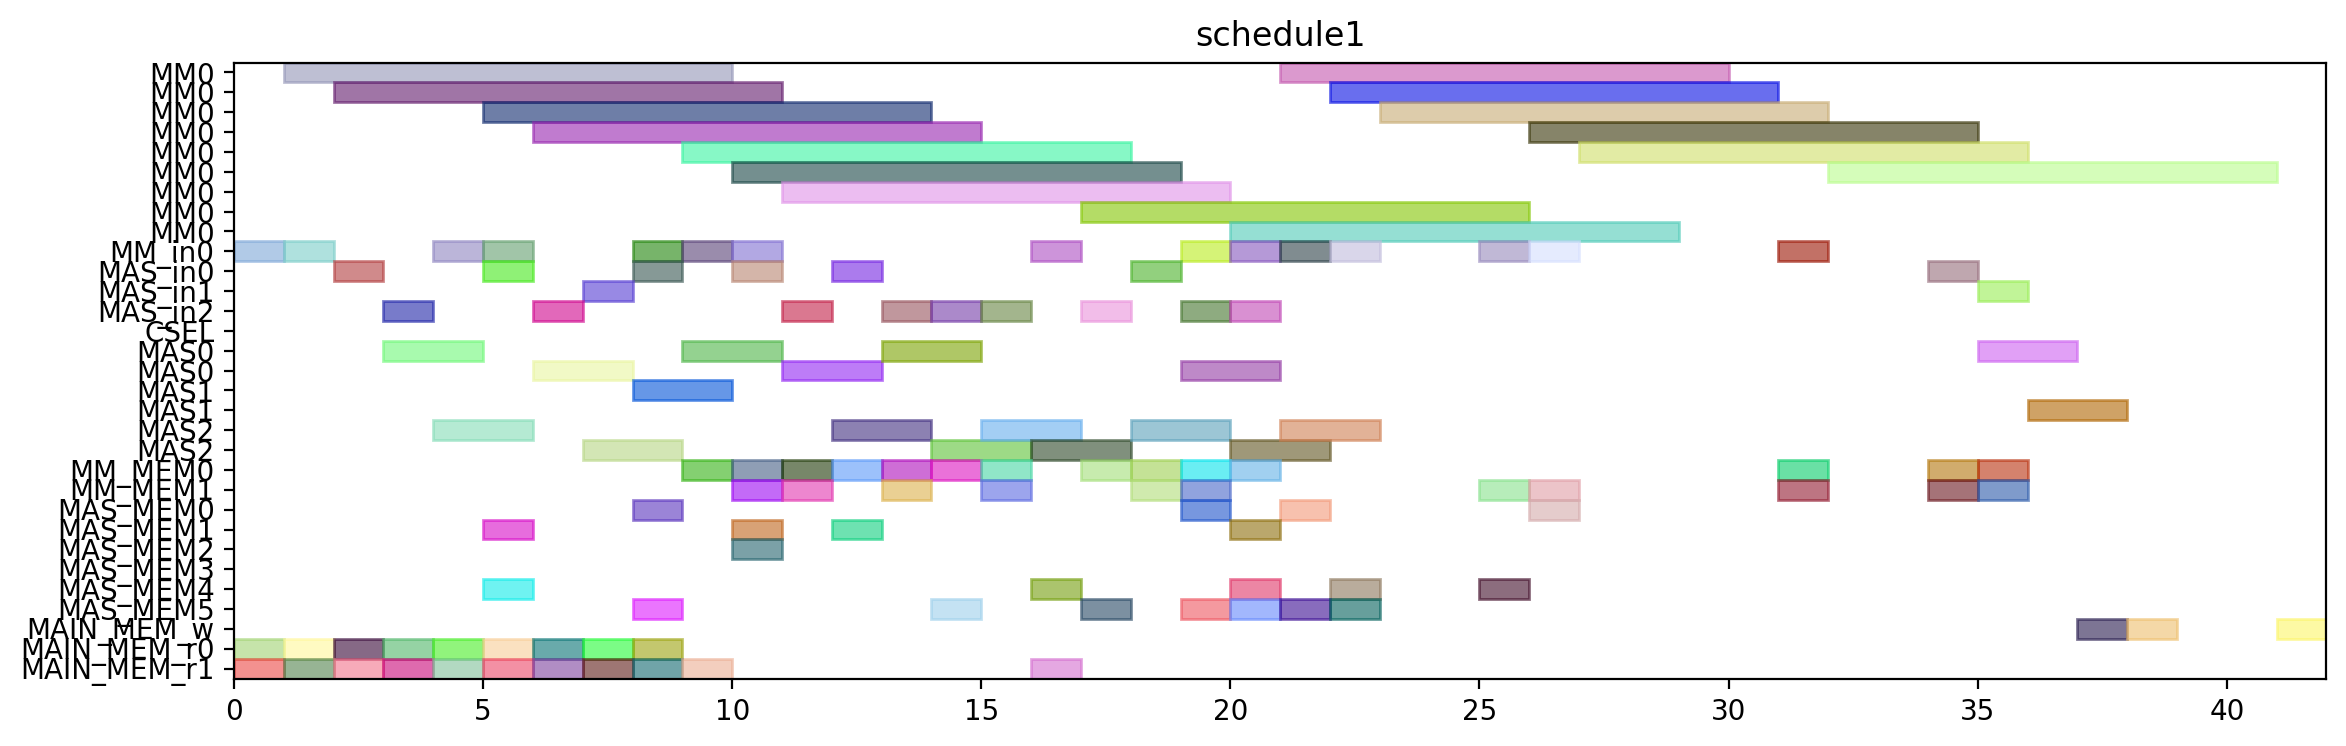 schedule1
MM0
MM0
MM0
MM0
MM0
MM0
MM0
MM0
MM0
MM_in0
MAS_in0
MAS_in1
MAS_in2
CSEL
MAS0
MAS0
MAS1
MAS1
MAS2
MAS2
MM_MEM0
MM_MEM1
MAS_MEM0
MAS_MEM1
MAS_MEM2
MAS_MEM3
MAS_MEM4
MAS_MEM5
MAIN_MEM_w
MAIN_MEM_r0
MAIN_MEM_r1
0 5 10 15 20 25 30 35 40